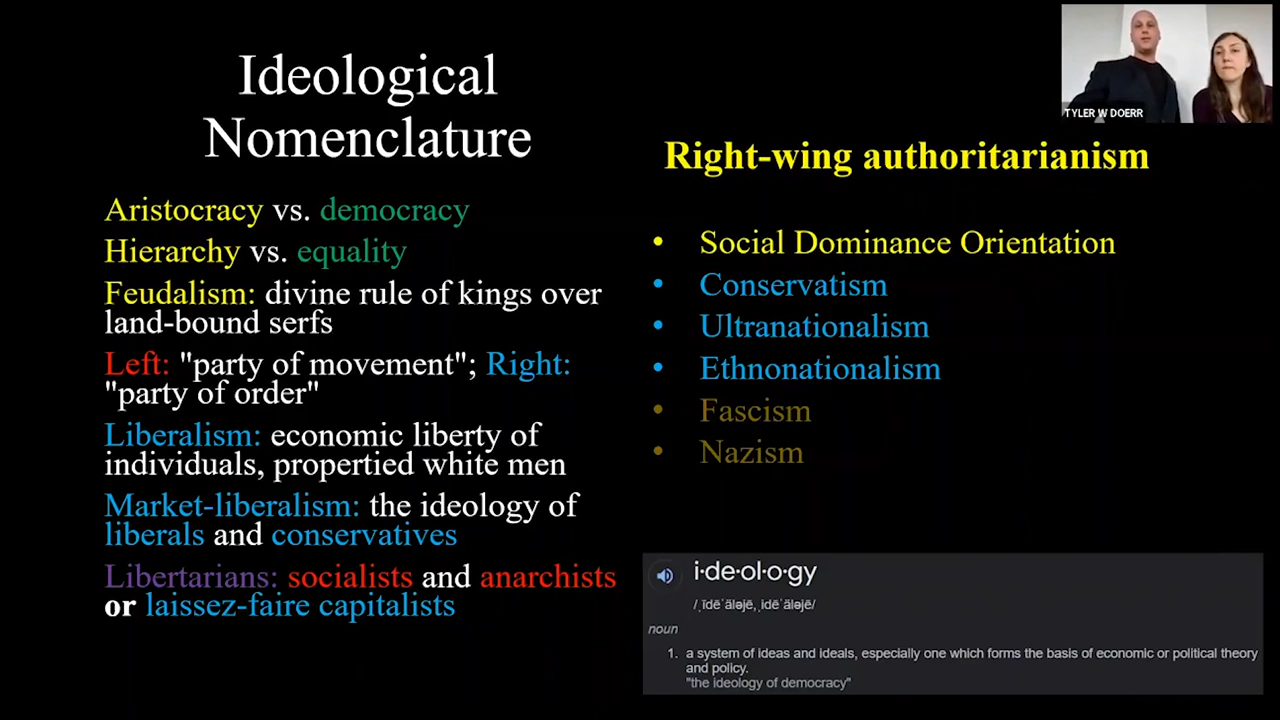 Ideological
Nomenclature
Aristocracy vs. democracy
Hierarchy vs. equality
Feudalism: divine rule of kings over
land-bound serfs
Left: "party of movement"; Right:
"party of order"
Liberalism: economic liberty of
individuals, propertied white men
Market-liberalism: the ideology of
liberals and conservatives
Libertarians: socialists and anarchists
or laissez-faire capitalists
TYLER W DOERR
Right-wing authoritarianism
• Social Dominance Orientation
• Conservatism
• Ultranationalism
• Ethnonationalism
• Fascism
• Nazism
i·de·ol·o·gy
/ˌīdēˈäləjē, ˌidēˈäləjē/
noun
1. a system of ideas and ideals, especially one which forms the basis of economic or political theory
and policy.
"the ideology of democracy"